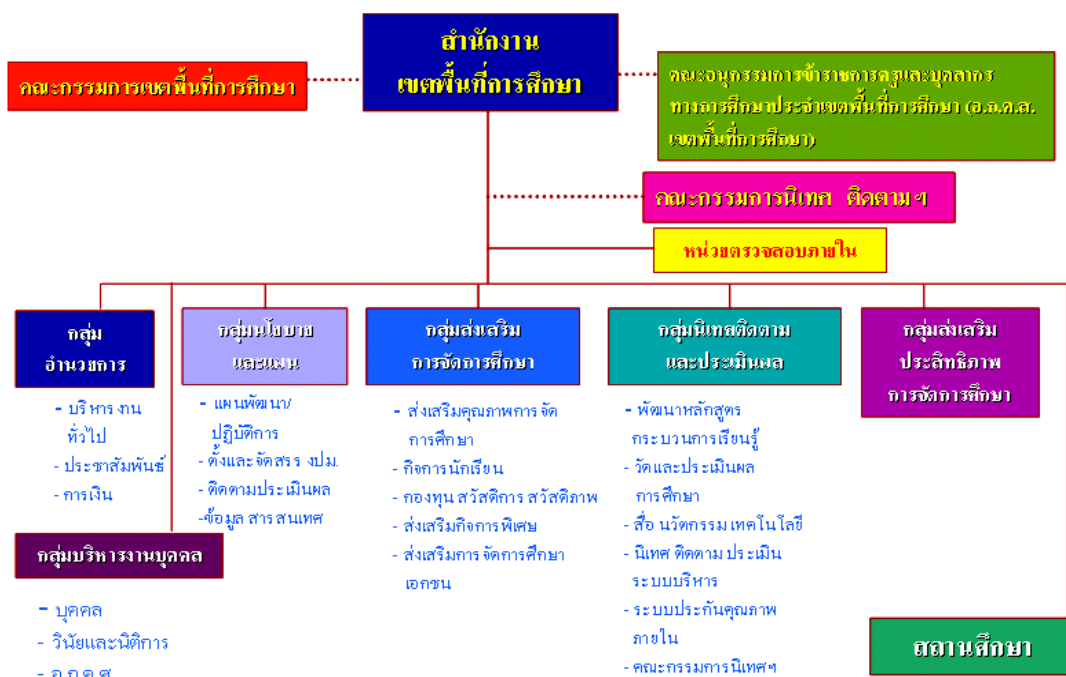 สำนักงาน
เขตพื้นที่การศึกษา
คณะกรรมการเขตพื้นที่การศึกษา
คณะอนุกรรมการข้าราชการครูและบุคลากร
ทางการศึกษาประจำเขตพื้นที่การศึกษา (อ.ก.ค.ส.
เขตพื้นที่การศึกษา)
คณะกรรมการนิเทศ ติดตามฯ
หน่วยตรวจสอบภายใน
กลุ่ม
อำนวยการ
- บริหารงาน
ทั่วไป
- ประชาสัมพันธ์
- การเงิน
กลุ่มบริหารงานบุคคล
- บุคคล
- วินัยและนิติการ
- อ.ก.ค.ศ
กลุ่มนโยบาย
และแผน
- แผนพัฒนา/
ปฏิบัติการ
- ตั้งและจัดสรร งปม.
- ติดตามประเมินผล
-ข้อมูล สารสนเทศ
กลุ่มส่งเสริม
การจัดการศึกษา
- ส่งเสริมคุณภาพการจัด
การศึกษา
- กิจการนักเรียน
- กองทุน สวัสดิการ สวัสดิภาพ
- ส่งเสริมกิจการพิเศษ
- ส่งเสริมการจัดการศึกษา
เอกชน
กลุ่มนิเทศติดตาม
และประเมินผล
- พัฒนาหลักสูตร
กระบวนการเรียนรู้
- วัดและประเมินผล
การศึกษา
- สื่อ นวัตกรรม เทคโนโลยี
- นิเทศ ติดตาม ประเมิน
ระบบบริหาร
- ระบบประกันคุณภาพ
ภายใน
- คณะกรรมการนิเทศฯ
กลุ่มส่งเสริม
ประสิทธิภาพ
การจัดการศึกษา
สถานศึกษา